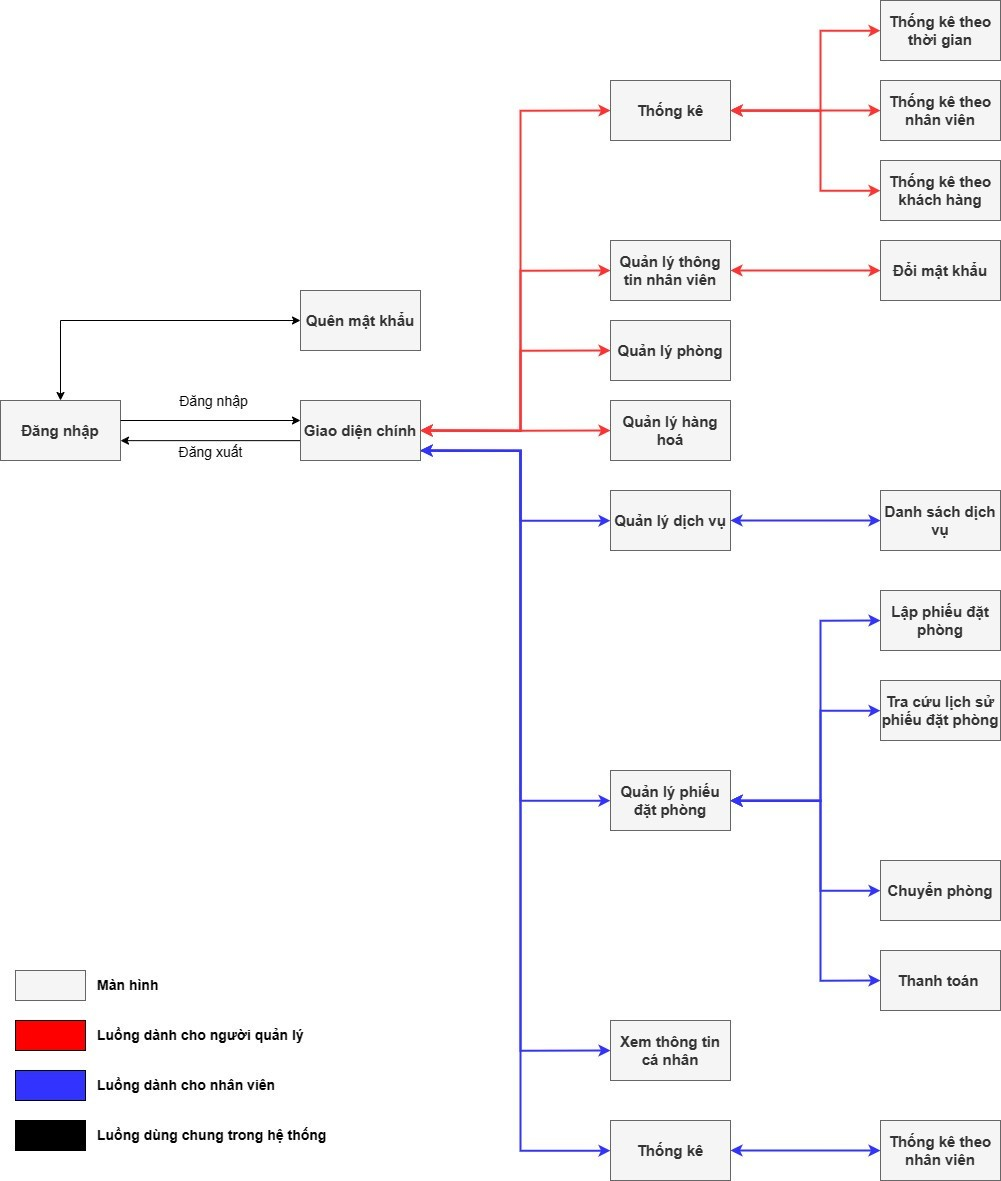 Thống kê theo
thời gian
Thống kê
Thống kê theo
nhân viên
Thống kê theo
khách hàng
Quản lý thông
tin nhân viên
Đổi mật khẩu
Quên mật khẩu
Quản lý phòng
Đăng nhập
Đăng nhập
Đăng xuất
Giao diện chính
Quản lý hàng
hoá
Quản lý dịch vụ
Danh sách dịch
vụ
Lập phiếu đặt
phòng
Tra cứu lịch sử
phiếu đặt phòng
Quản lý phiếu
đặt phòng
Chuyển phòng
Thanh toán
Màn hình
Luồng dành cho người quản lý
Luồng dành cho nhân viên
Luồng dùng chung trong hệ thống
Xem thông tin
cá nhân
Thống kê
Thống kê theo
nhân viên